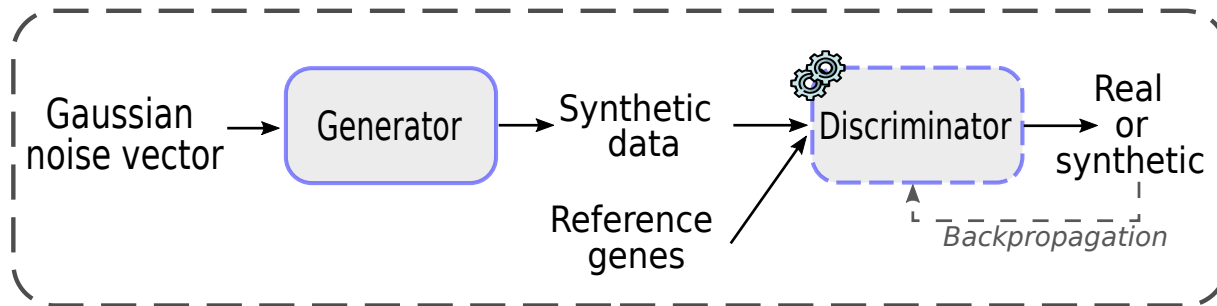 Gaussian
noise vector
Generator
Synthetic
data
Reference
genes
Discriminator
Real
or
synthetic
Backpropagation